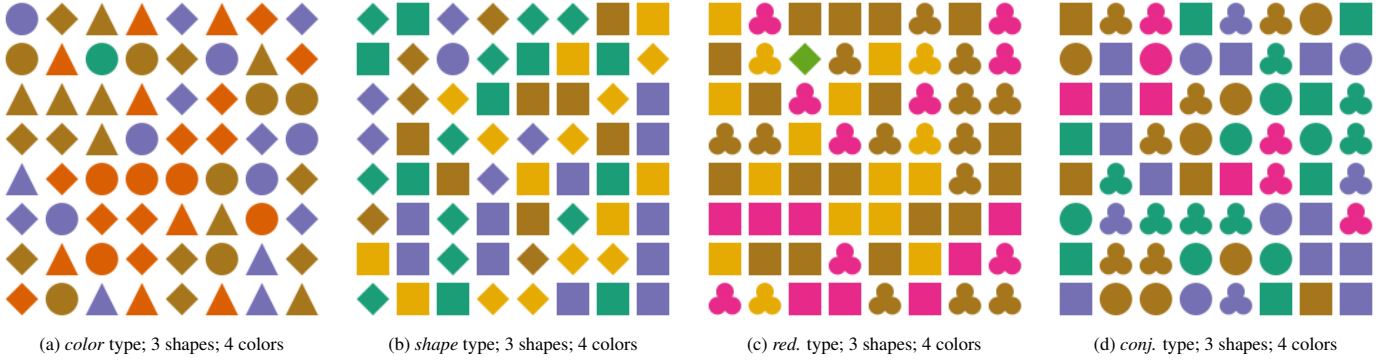 (a) color type; 3 shapes; 4 colors
(b) shape type; 3 shapes; 4 colors
(c) red. type; 3 shapes; 4 colors
(d) conj. type; 3 shapes; 4 colors